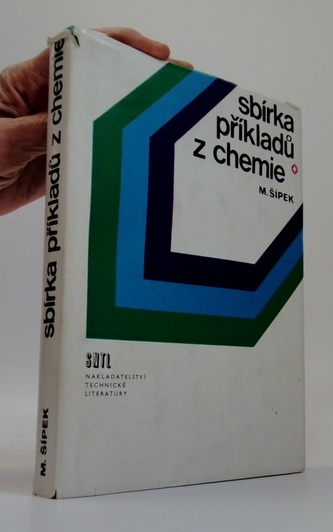 sbírka
příkladů
z chemie
M. ŠÍPEK
SNTL
NAKLADATELSTVÍ
TECHNICKÉ
LITERATURY
sbírka příkladů z chemie
M. ŠÍPEK